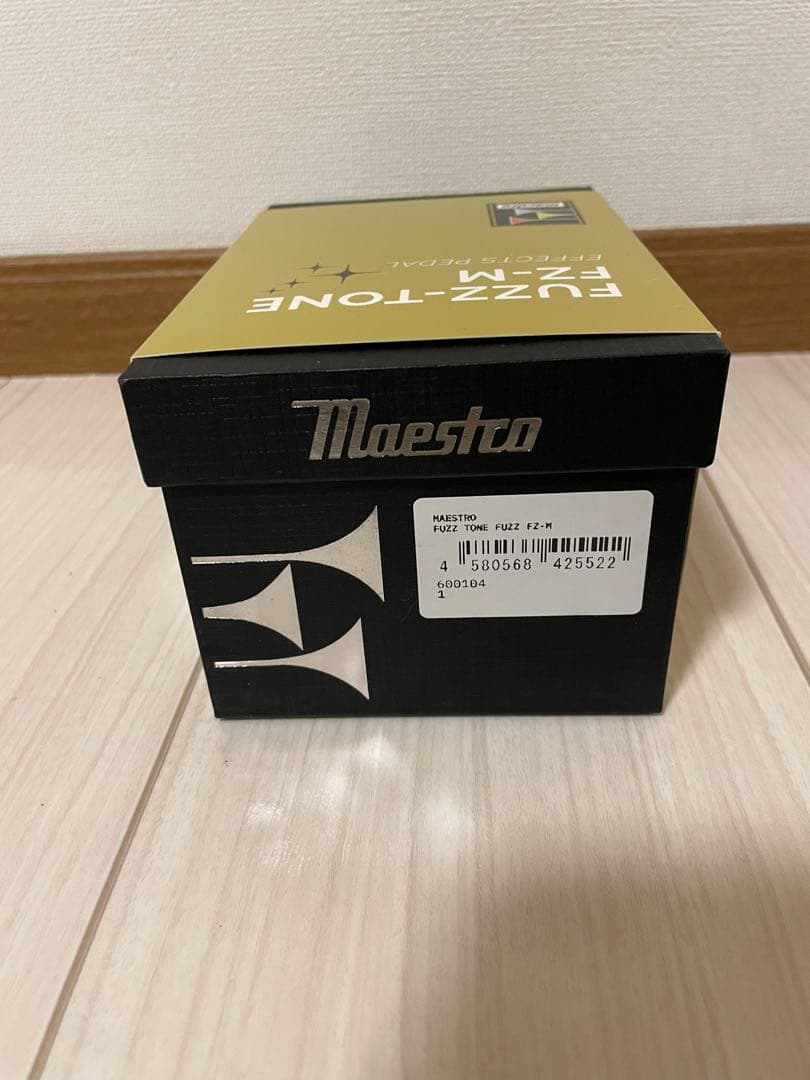 FUZZ-TONE
FZ-M
EFFECTS PEDAL
maestro
MAESTRO
FUZZ TONE FUZZ FZ-M
4 580568 425522
600104
1